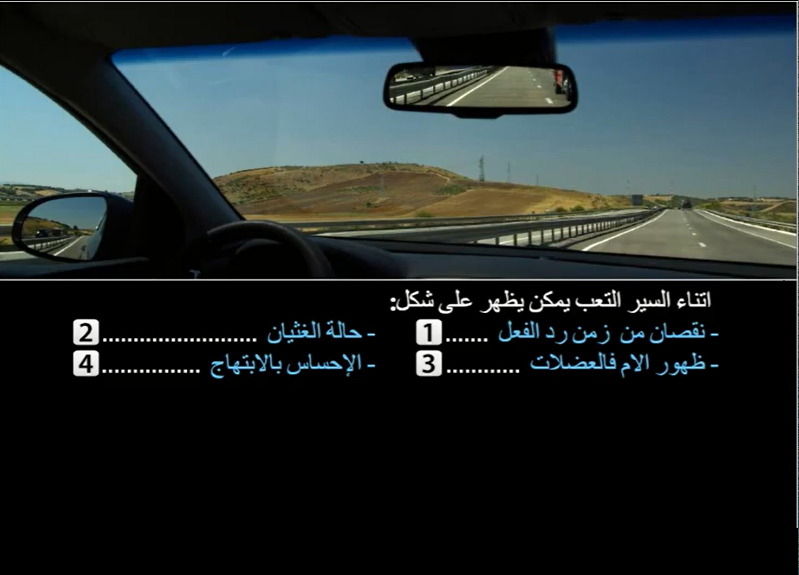 اتناء السير التعب يمكن يظهر على شكل:
- نقصان من زمن رد الفعل ....... 1 - حالة الغثيان ........................ 2
- ظهور الام فالعضلات ............ 3 - الإحساس بالابتهاج ................ 4